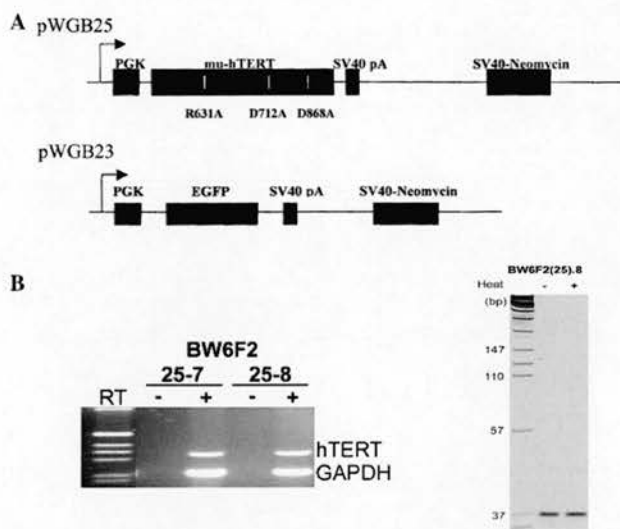 A
pWGB25
PGK mu-hTERT SV40 pA SV40-Neomycin
R631A D712A D868A
pWGB23
PGK EGFP SV40 pA SV40-Neomycin
B
BW6F2
25-7 25-8
RT - + - +
hTERT
GAPDH
BW6F2(25).8
Heat - +
(bp)
147
110
57
37